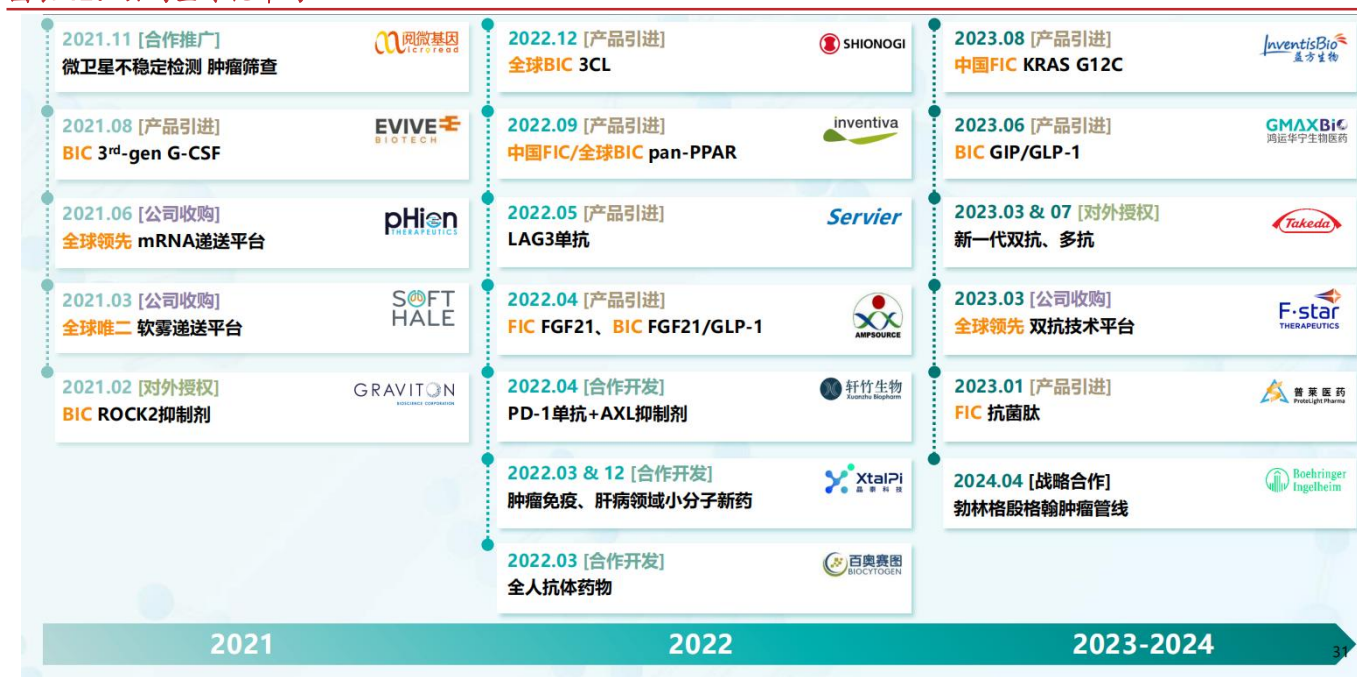 2021.11 [合作推广]
微卫星不稳定检测 肿瘤筛查
阅微基因
icroread
2021.08 [产品引进]
BIC 3rd-gen G-CSF
EVIVE
BIOTECH
2021.06 [公司收购]
全球领先 mRNA递送平台
pHion
THERAPEUTICS
2021.03 [公司收购]
全球唯二 软雾递送平台
SOFT
HALE
2021.02 [对外授权]
BIC ROCK2抑制剂
GRAVITON
BIOSCIENCE CORPORATION
2022.12 [产品引进]
全球BIC 3CL
SHIONOGI
2022.09 [产品引进]
中国FIC/全球BIC pan-PPAR
inventiva
2022.05 [产品引进]
LAG3单抗
Servier
2022.04 [产品引进]
FIC FGF21、BIC FGF21/GLP-1
AMPSOURCE
2022.04 [合作开发]
PD-1单抗+AXL抑制剂
轩竹生物
Xuanzhu Biopharm
2022.03 & 12 [合作开发]
肿瘤免疫、肝病领域小分子新药
XtalPi
晶泰科技
2022.03 [合作开发]
全人抗体药物
百奥赛图
BIOCYTOGEN
2023.08 [产品引进]
中国FIC KRAS G12C
InventisBio
益方生物
2023.06 [产品引进]
BIC GIP/GLP-1
GMAXBiO
鸿运华宁生物医药
2023.03 & 07 [对外授权]
新一代双抗、多抗
Takeda
2023.03 [公司收购]
全球领先 双抗技术平台
F·star
THERAPEUTICS
2023.01 [产品引进]
FIC 抗菌肽
普莱医药
ProteLight Pharma
2024.04 [战略合作]
勃林格殷格翰肿瘤管线
Boehringer
Ingelheim
2021
2022
2023-2024
31